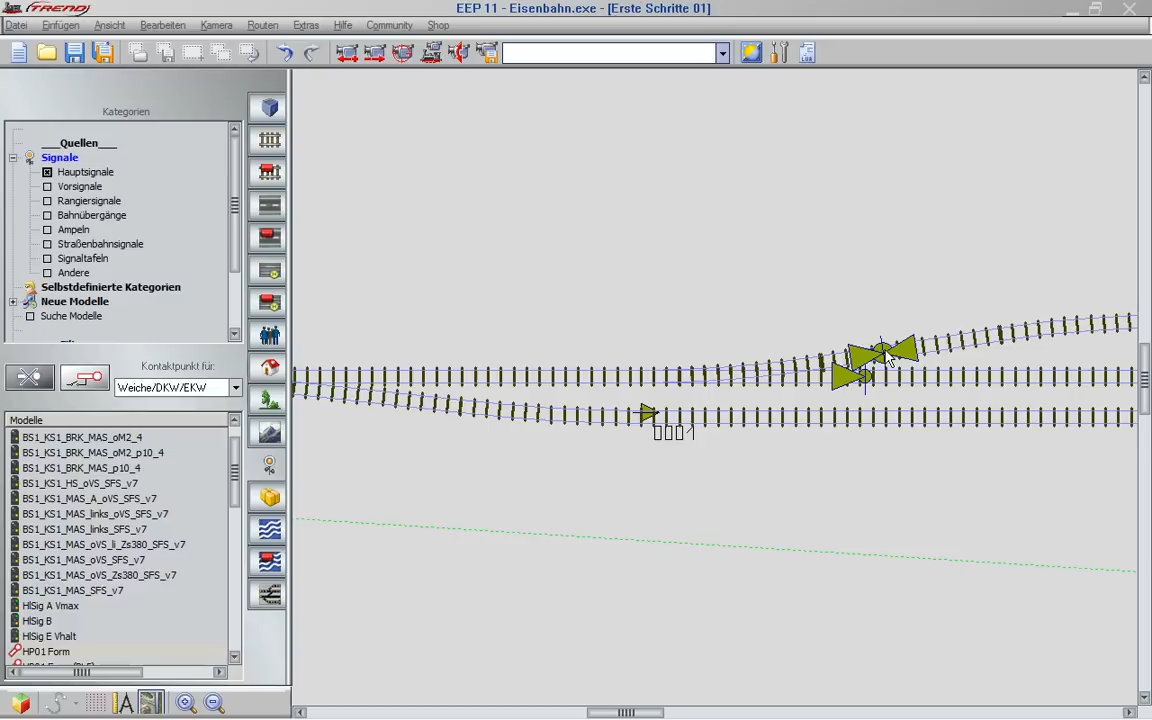 TREND
EEP 11 - Eisenbahn.exe - [Erste Schritte 01]
Datei Einfügen Ansicht Bearbeiten Kamera Routen Extras Hilfe Community Shop
LUA
Kategorien
__Quellen__
Signale
Hauptsignale
Vorsignale
Rangiersignale
Bahnübergänge
Ampeln
Straßenbahnsignale
Signaltafeln
Andere
Selbstdefinierte Kategorien
Neue Modelle
Suche Modelle
Kontaktpunkt für:
Weiche/DKW/EKW
Modelle
BS1_KS1_BRK_MAS_oM2_4
BS1_KS1_BRK_MAS_oM2_p10_4
BS1_KS1_BRK_MAS_p10_4
BS1_KS1_HS_oVS_SFS_v7
BS1_KS1_MAS_A_oVS_SFS_v7
BS1_KS1_MAS_links_oVS_SFS_v7
BS1_KS1_MAS_links_SFS_v7
BS1_KS1_MAS_oVS_li_Zs380_SFS_v7
BS1_KS1_MAS_oVS_SFS_v7
BS1_KS1_MAS_oVS_Zs380_SFS_v7
BS1_KS1_MAS_SFS_v7
HlSig A Vmax
HlSig B
HlSig E Vhalt
HP01 Form